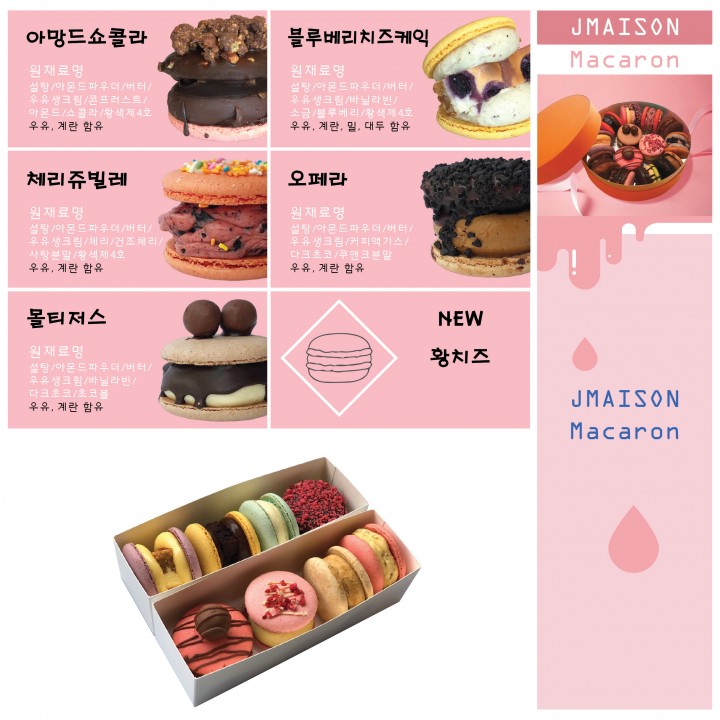 아망드쇼콜라
원재료명
설탕/아몬드파우더/버터/
우유생크림/콘프러스트/
아몬드/쇼콜라/황색제4호
우유, 계란 함유
블루베리치즈케익
원재료명
설탕/아몬드파우더/버터/
우유생크림/바닐라빈/
소금/블루베리/황색제4호
우유, 계란, 밀, 대두 함유
체리쥬빌레
원재료명
설탕/아몬드파우더/버터/
우유생크림/체리/건조체리/
사탕분말/황색제4호
우유, 계란 함유
오페라
원재료명
설탕/아몬드파우더/버터/
우유생크림/커피액기스/
다크초코/쿠앤크분말
우유, 계란 함유
몰티저스
원재료명
설탕/아몬드파우더/버터/
우유생크림/바닐라빈/
다크초코/초코볼
우유, 계란 함유
NEW
황치즈
JMAISON
Macaron
JMAISON
Macaron